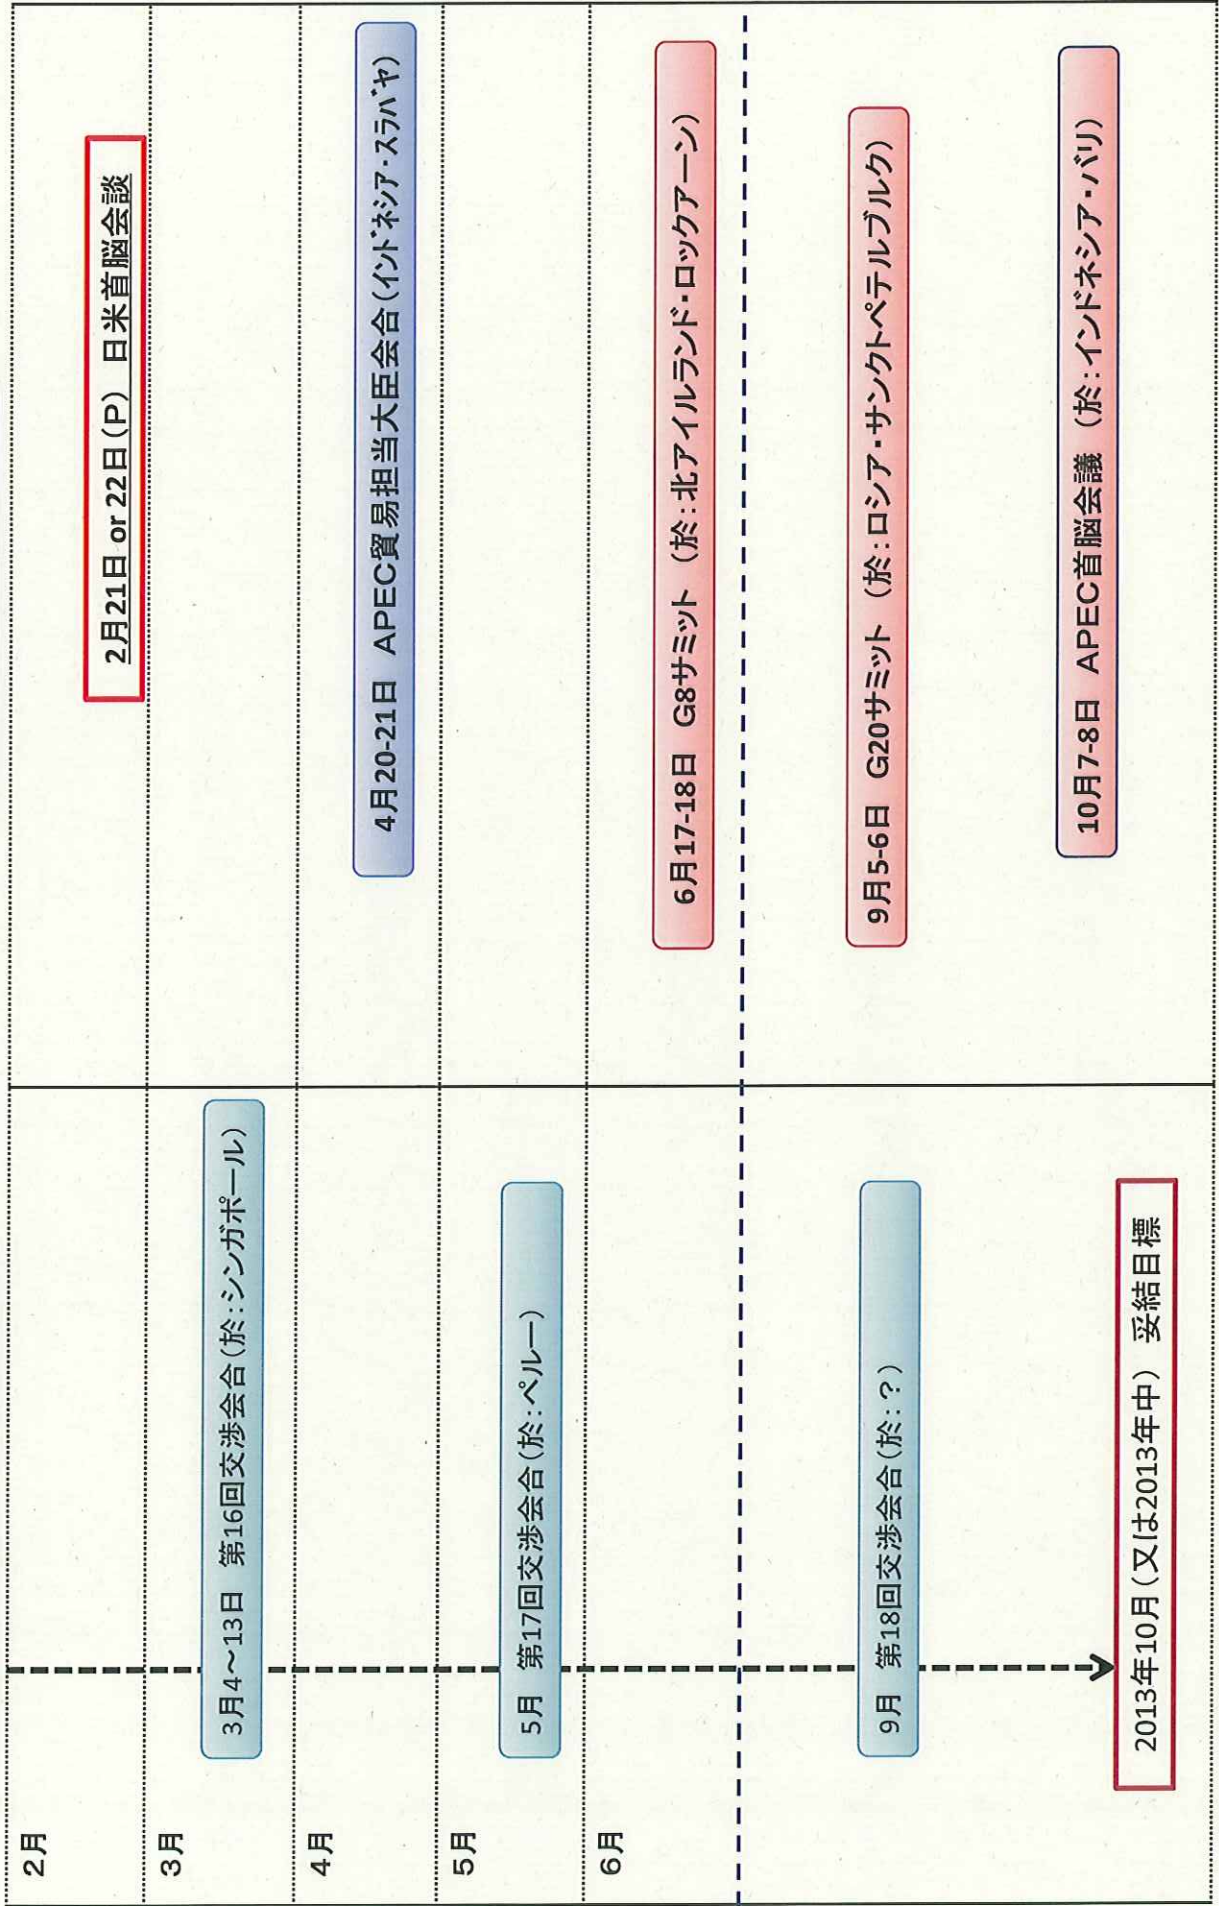 2月
2月21日 or 22日(P) 日米首脳会談
3月
3月4～13日 第16回交渉会合(於:シンガポール)
4月
4月20-21日 APEC貿易担当大臣会合(インドネシア・スラバヤ)
5月
5月 第17回交渉会合(於:ペルー)
6月
6月17-18日 G8サミット (於:北アイルランド・ロックアーン)
9月 第18回交渉会合(於:?)
9月5-6日 G20サミット (於:ロシア・サンクトペテルブルク)
10月7-8日 APEC首脳会議 (於:インドネシア・バリ)
2013年10月(又は2013年中) 妥結目標